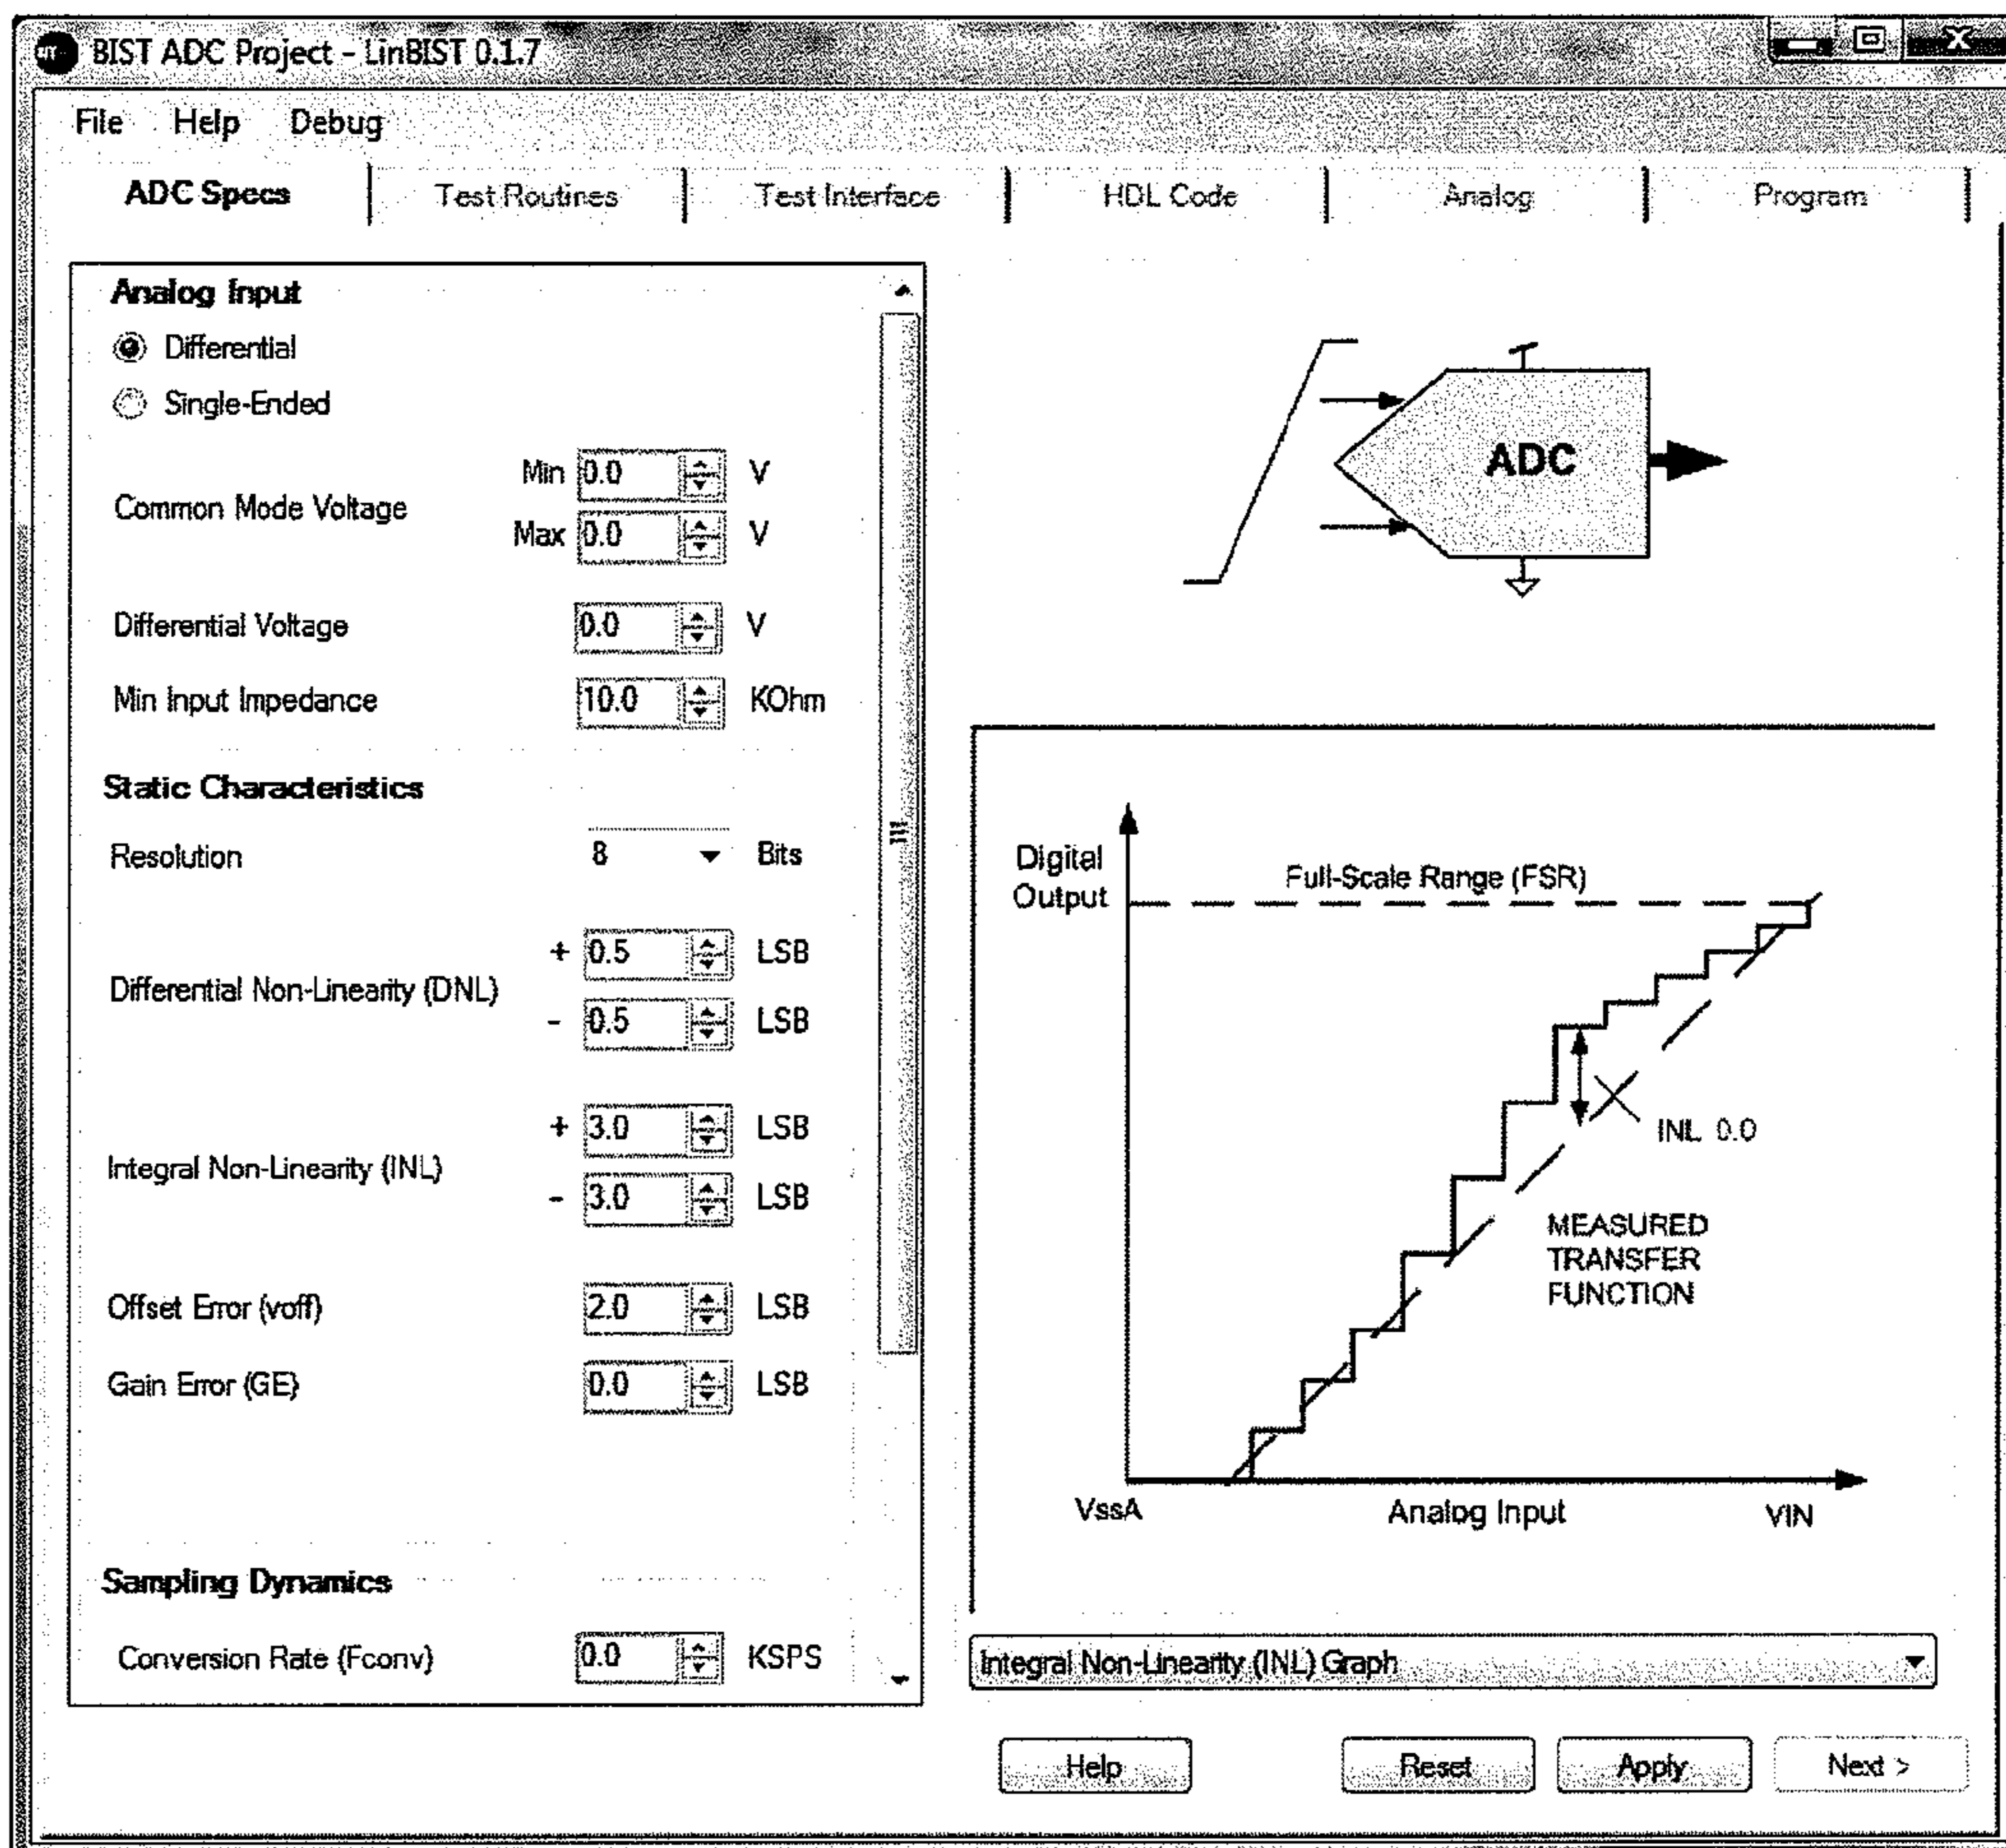 BIST ADC Project - LinBIST 0.1.7
File Help Debug
ADC Specs Test Routines Test Interface HDL Code Analog Program
Analog Input
Differential
Single-Ended
Common Mode Voltage
Min 0.0 V
Max 0.0 V
Differential Voltage 0.0 V
Min Input Impedance 10.0 KOhm
Static Characteristics
Resolution 8 Bits
Differential Non-Linearity (DNL)
+ 0.5 LSB
- 0.5 LSB
Integral Non-Linearity (INL)
+ 3.0 LSB
- 3.0 LSB
Offset Error (voff) 2.0 LSB
Gain Error (GE) 0.0 LSB
Sampling Dynamics
Conversion Rate (Fconv) 0.0 KSPS
ADC
Digital
Output
Full-Scale Range (FSR)
INL 0.0
MEASURED
TRANSFER
FUNCTION
VssA Analog Input VIN
Integral Non-Linearity (INL) Graph
Help Reset Apply Next >